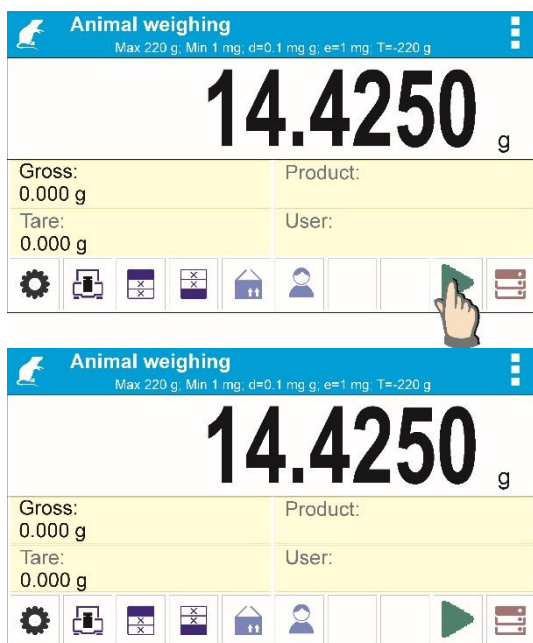 Animal weighing
Max 220 g; Min 1 mg; d=0.1 mg g; e=1 mg; T=-220 g
14.4250 g
Gross:
0.000 g
Product:
Tare:
0.000 g
User:
Animal weighing
Max 220 g; Min 1 mg; d=0.1 mg g; e=1 mg; T=-220 g
14.4250 g
Gross:
0.000 g
Product:
Tare:
0.000 g
User: